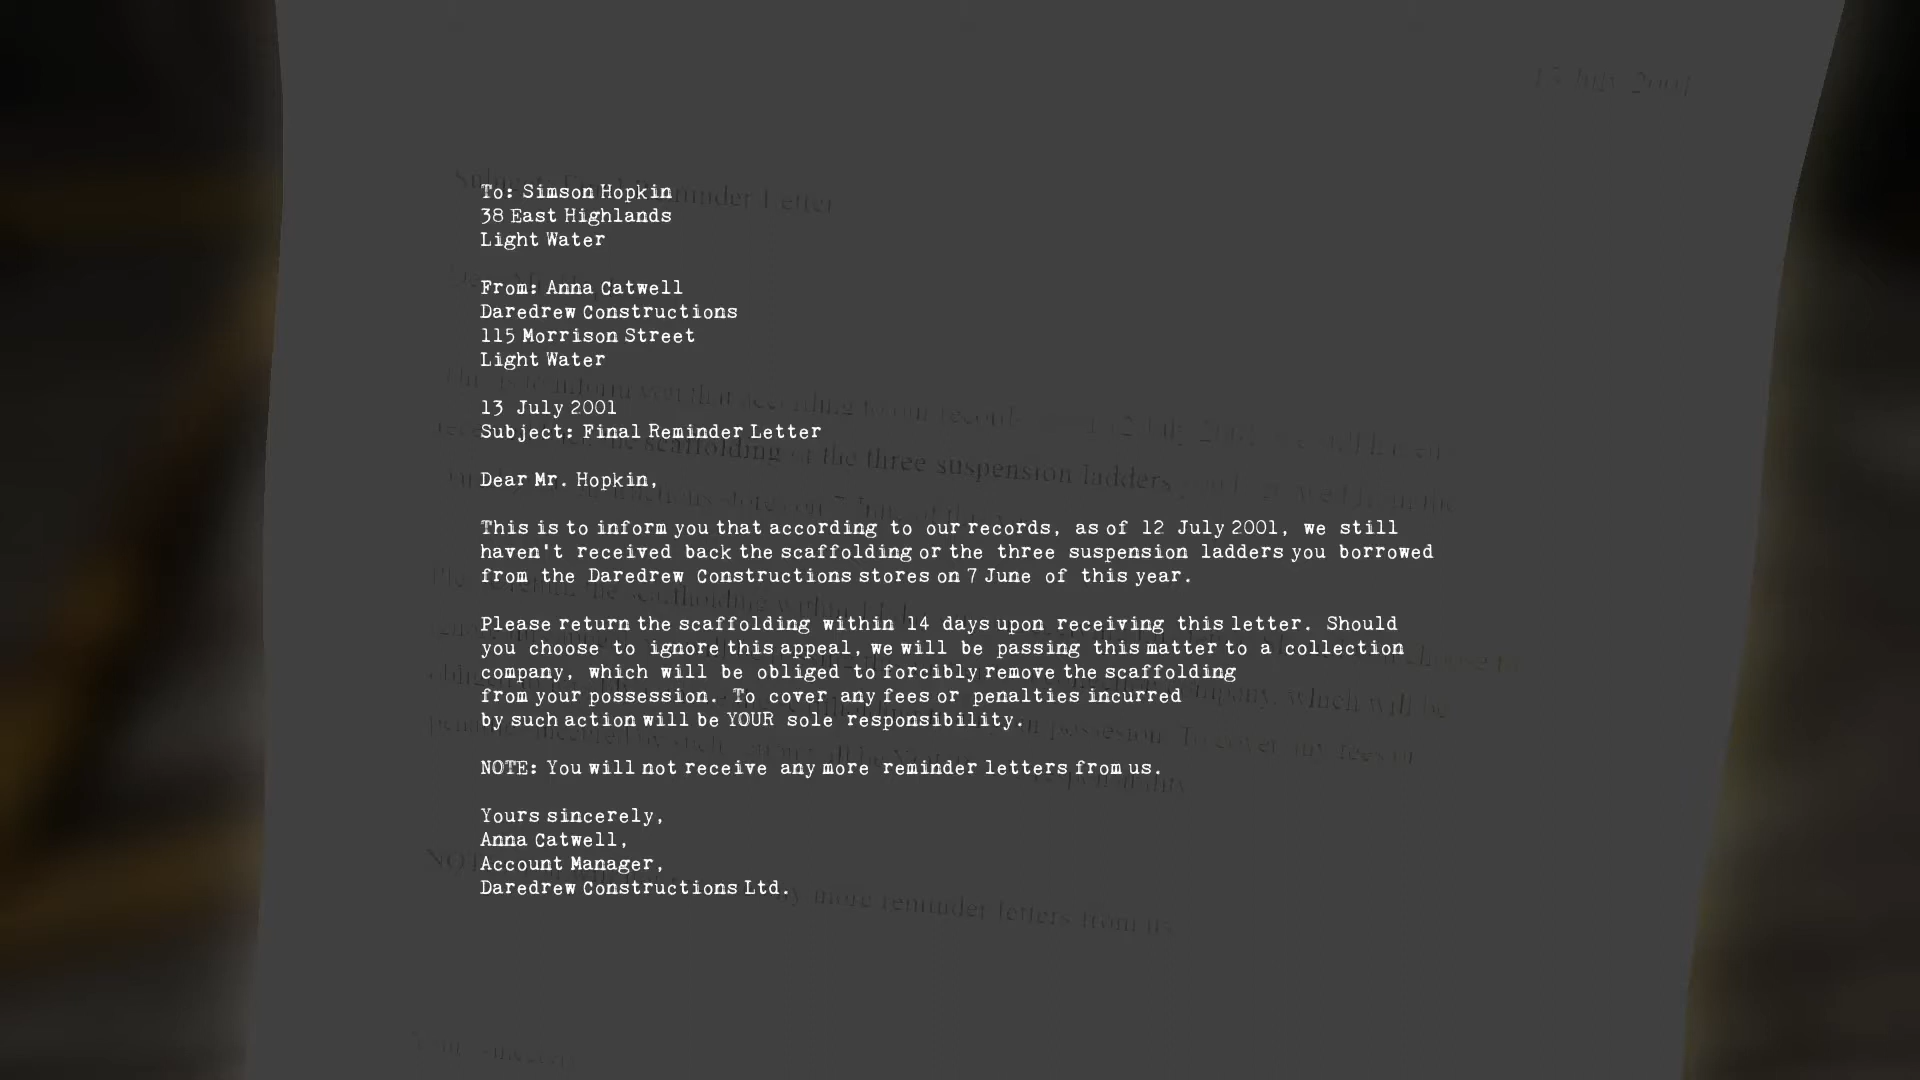 To: Simson Hopkin
38 East Highlands
Light Water
From: Anna Catwell
Daredrew Constructions
115 Morrison Street
Light Water
13 July 2001
Subject: Final Reminder Letter
Dear Mr. Hopkin,
This is to inform you that according to our records, as of 12 July 2001, we still
haven't received back the scaffolding or the three suspension ladders you borrowed
from the Daredrew Constructions stores on 7 June of this year.
Please return the scaffolding within 14 days upon receiving this letter. Should
you choose to ignore this appeal, we will be passing this matter to a collection
company, which will be obliged to forcibly remove the scaffolding
from your possession. To cover any fees or penalties incurred
by such action will be YOUR sole responsibility.
NOTE: You will not receive any more reminder letters from us.
Yours sincerely,
Anna Catwell,
Account Manager,
Daredrew Constructions Ltd.